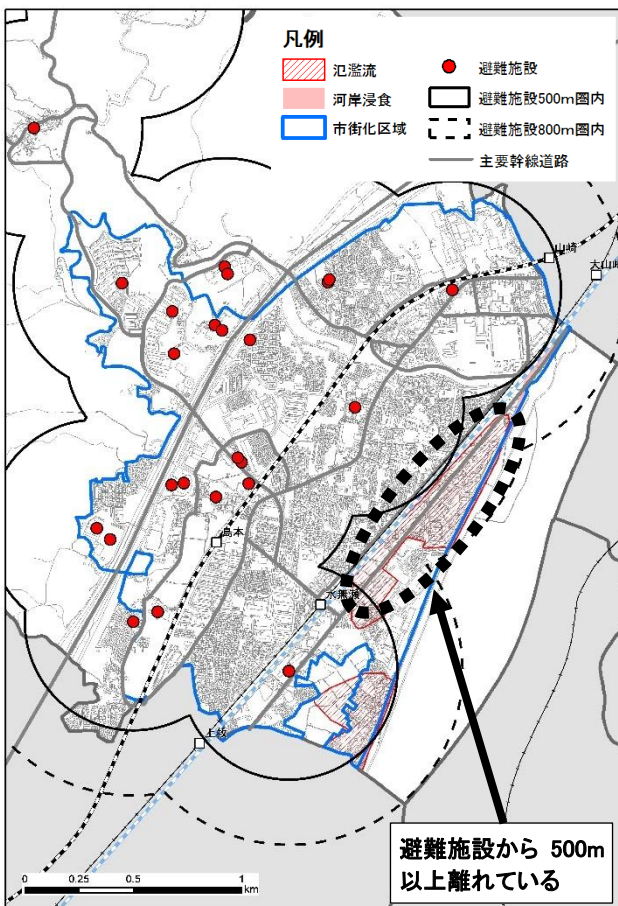 凡例
氾濫流
避難施設
河岸浸食
避難施設500m圏内
市街化区域
避難施設800m圏内
主要幹線道路
山崎
大山崎
島本
水無瀬
上牧
避難施設から 500m
以上離れている
0 0.25 0.5 1
km